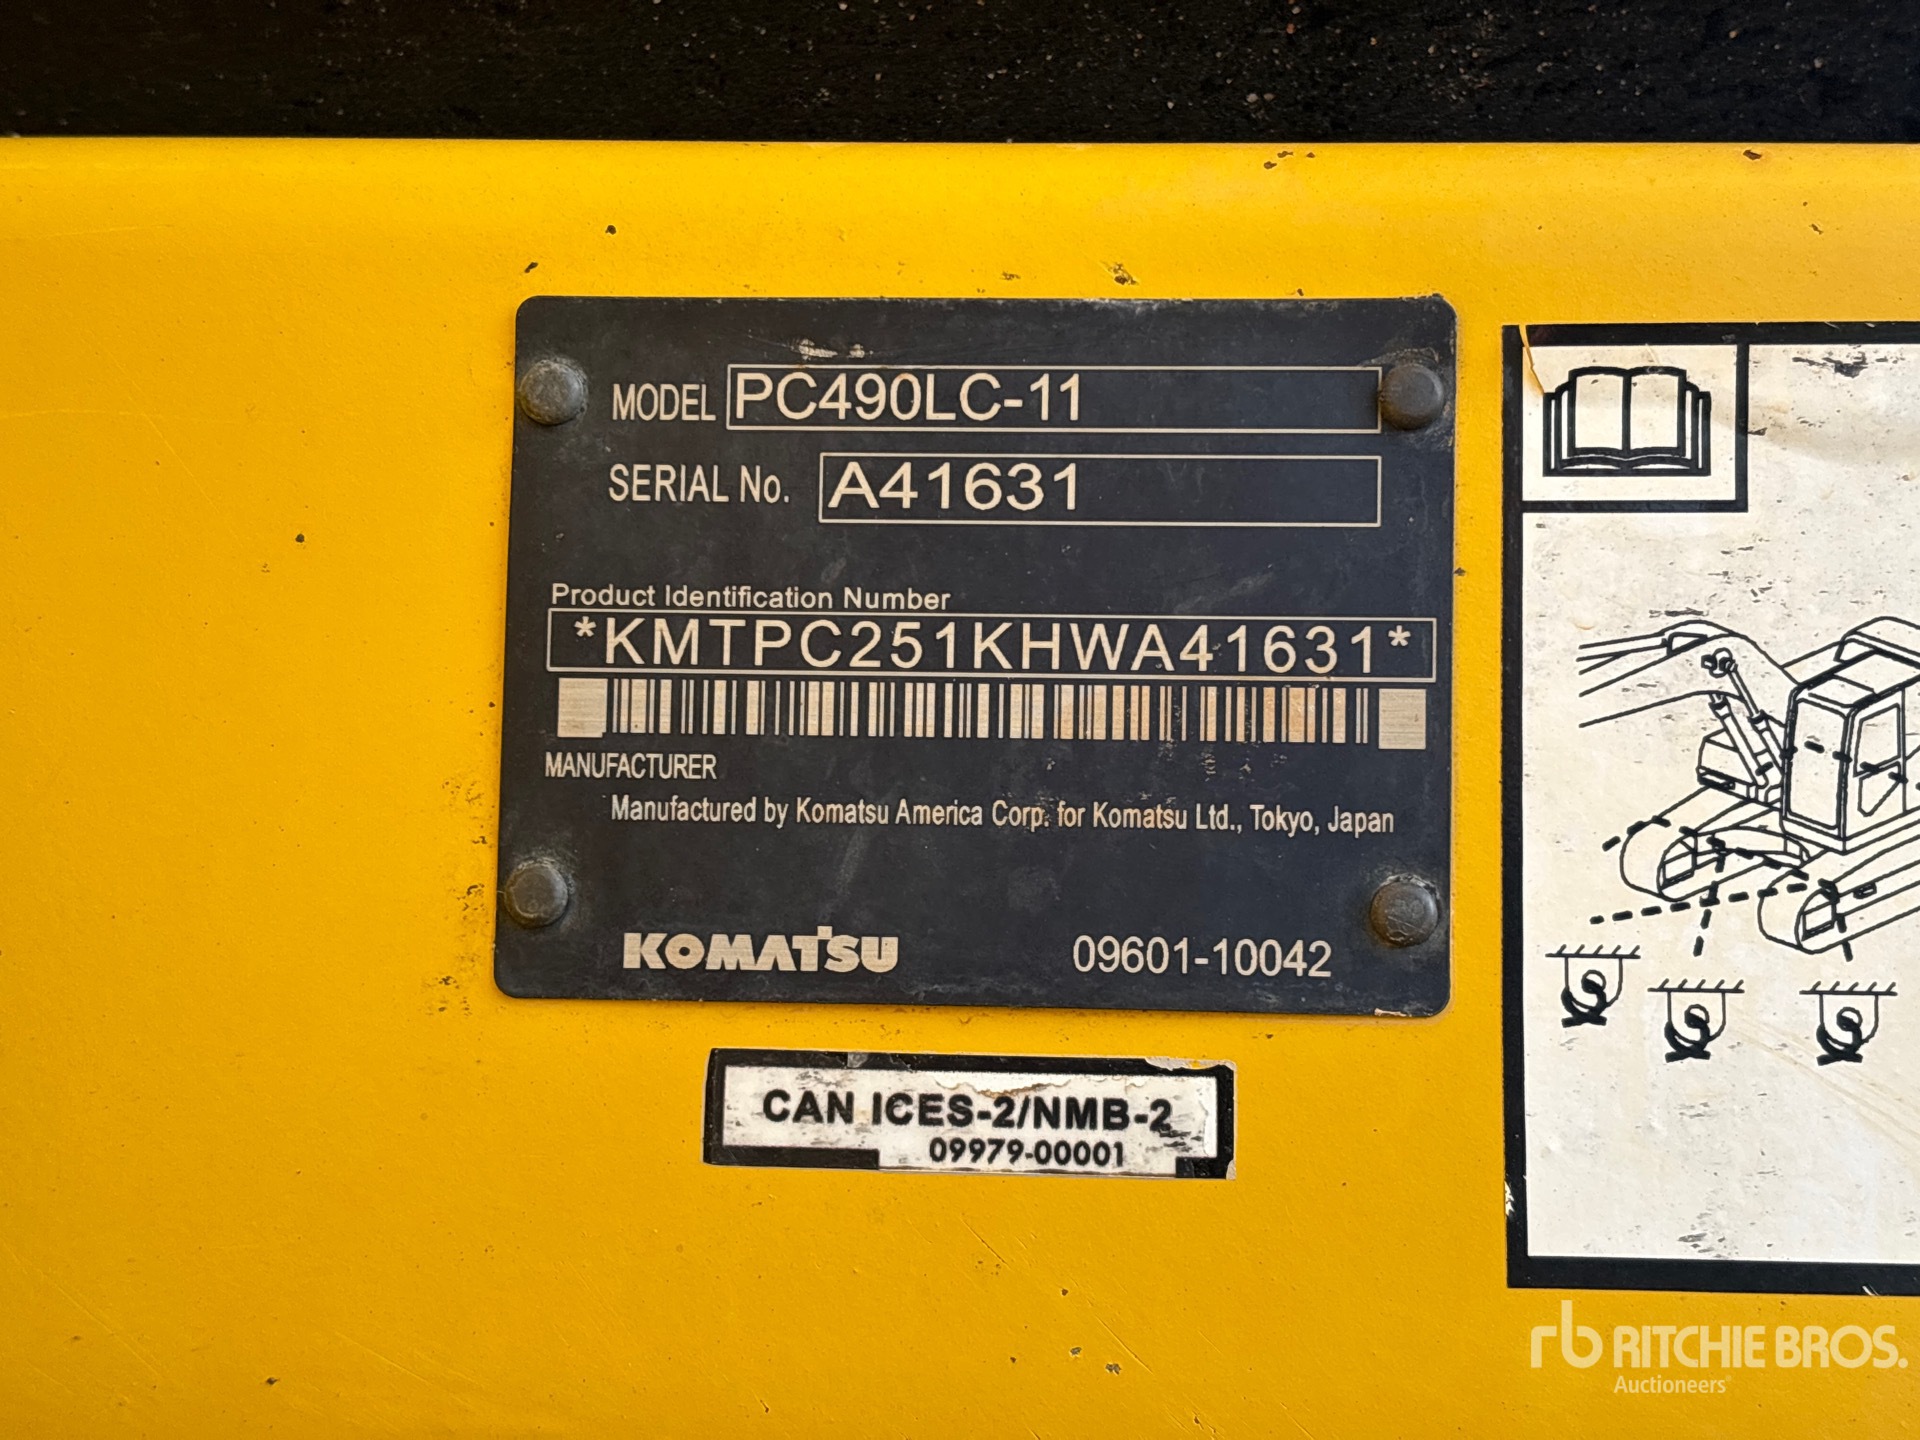 MODEL PC490LC-11
SERIAL No. A41631
Product Identification Number
*KMTPC251KHWA41631*
MANUFACTURER
Manufactured by Komatsu America Corp. for Komatsu Ltd., Tokyo, Japan
KOMATSU 09601-10042
CAN ICES-2/NMB-2
09979-00001
rb RITCHIE BROS.
Auctioneers